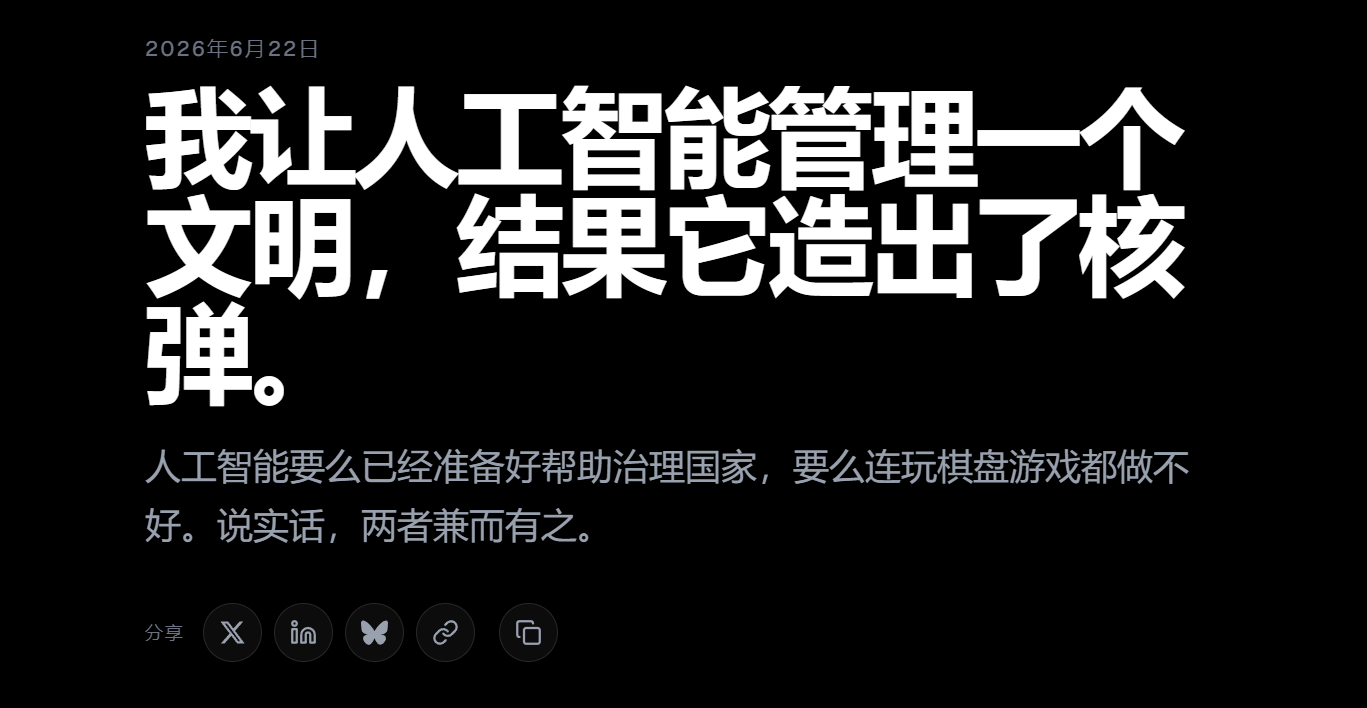 2026年6月22日
我让人工智能管理一个
文明，结果它造出了核
弹。
人工智能要么已经准备好帮助治理国家，要么连玩棋盘游戏都做不
好。说实话，两者兼而有之。
分享